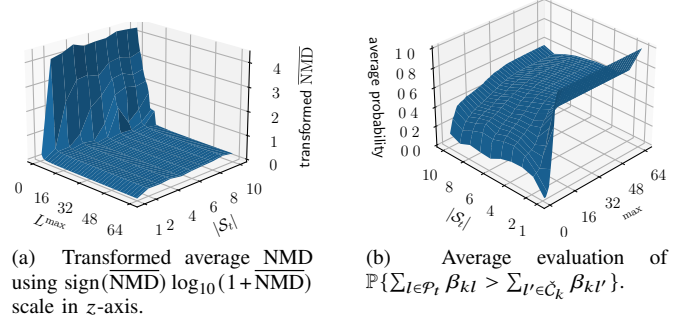 4
3
2
1
0
transformed NMD
0
16
32
48
64
L^max
1 2 4 6 8 10
|S_t|
(a) Transformed average NMD
using sign(NMD) log10(1+NMD)
scale in z-axis.
average probability
1 0
0 8
0 6
0 4
0 2
0 0
10
8
6
4
2
1
|S_t|
0
16
32
48
64
max
(b) Average evaluation of
ℙ{∑_{l∈𝒫_t} β_{kl} > ∑_{l′∈Č_k} β_{kl′}}.